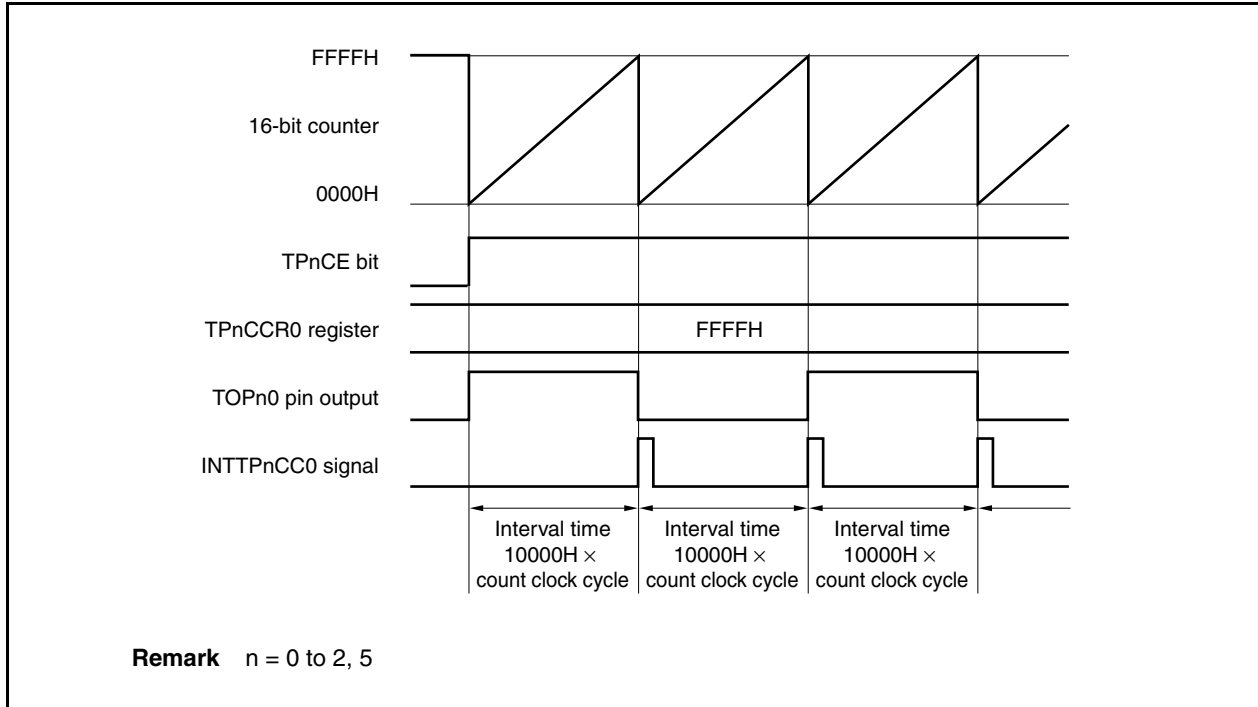 FFFFH
16-bit counter
0000H
TPnCE bit
TPnCCR0 register
FFFFH
TOPn0 pin output
INTTPnCC0 signal
Interval time
10000H ×
count clock cycle
Interval time
10000H ×
count clock cycle
Interval time
10000H ×
count clock cycle
Remark n = 0 to 2, 5